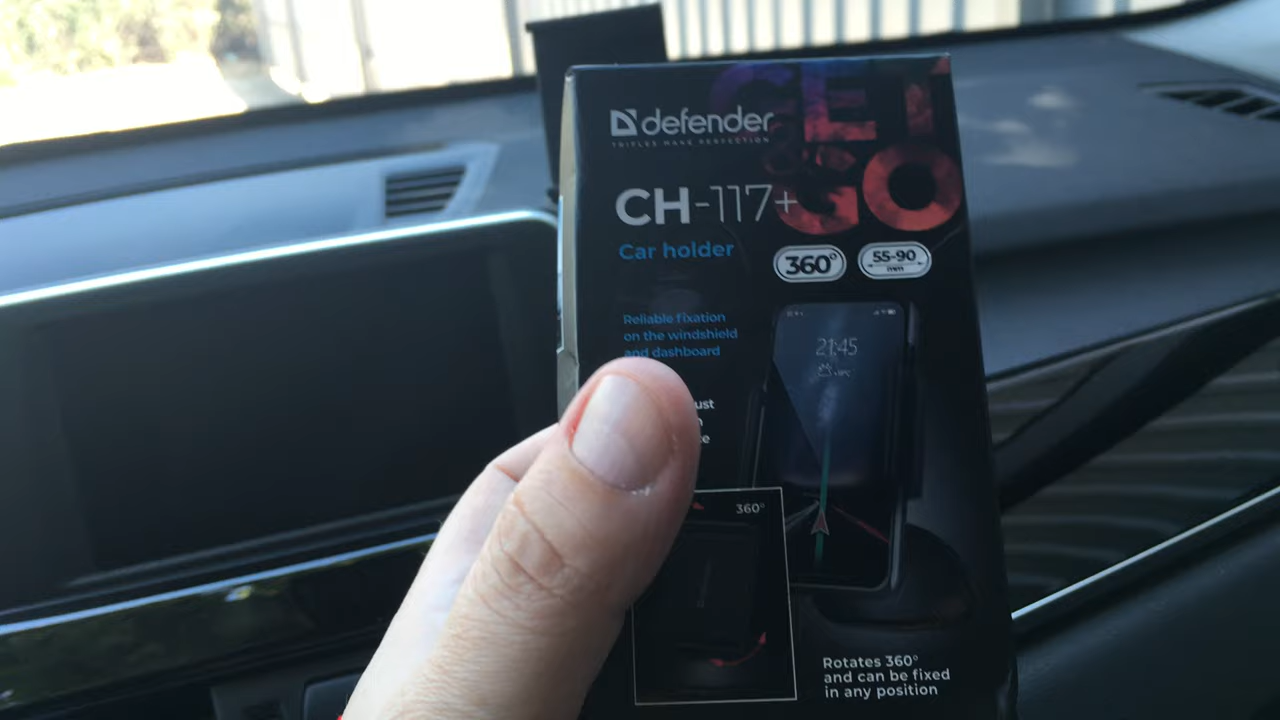 GET
GO
defender
TRIFLES MAKE PERFECTION
CH-117+
Car holder
360°
55-90
mm
Reliable fixation
on the windshield
and dashboard
21:45
360°
Rotates 360°
and can be fixed
in any position